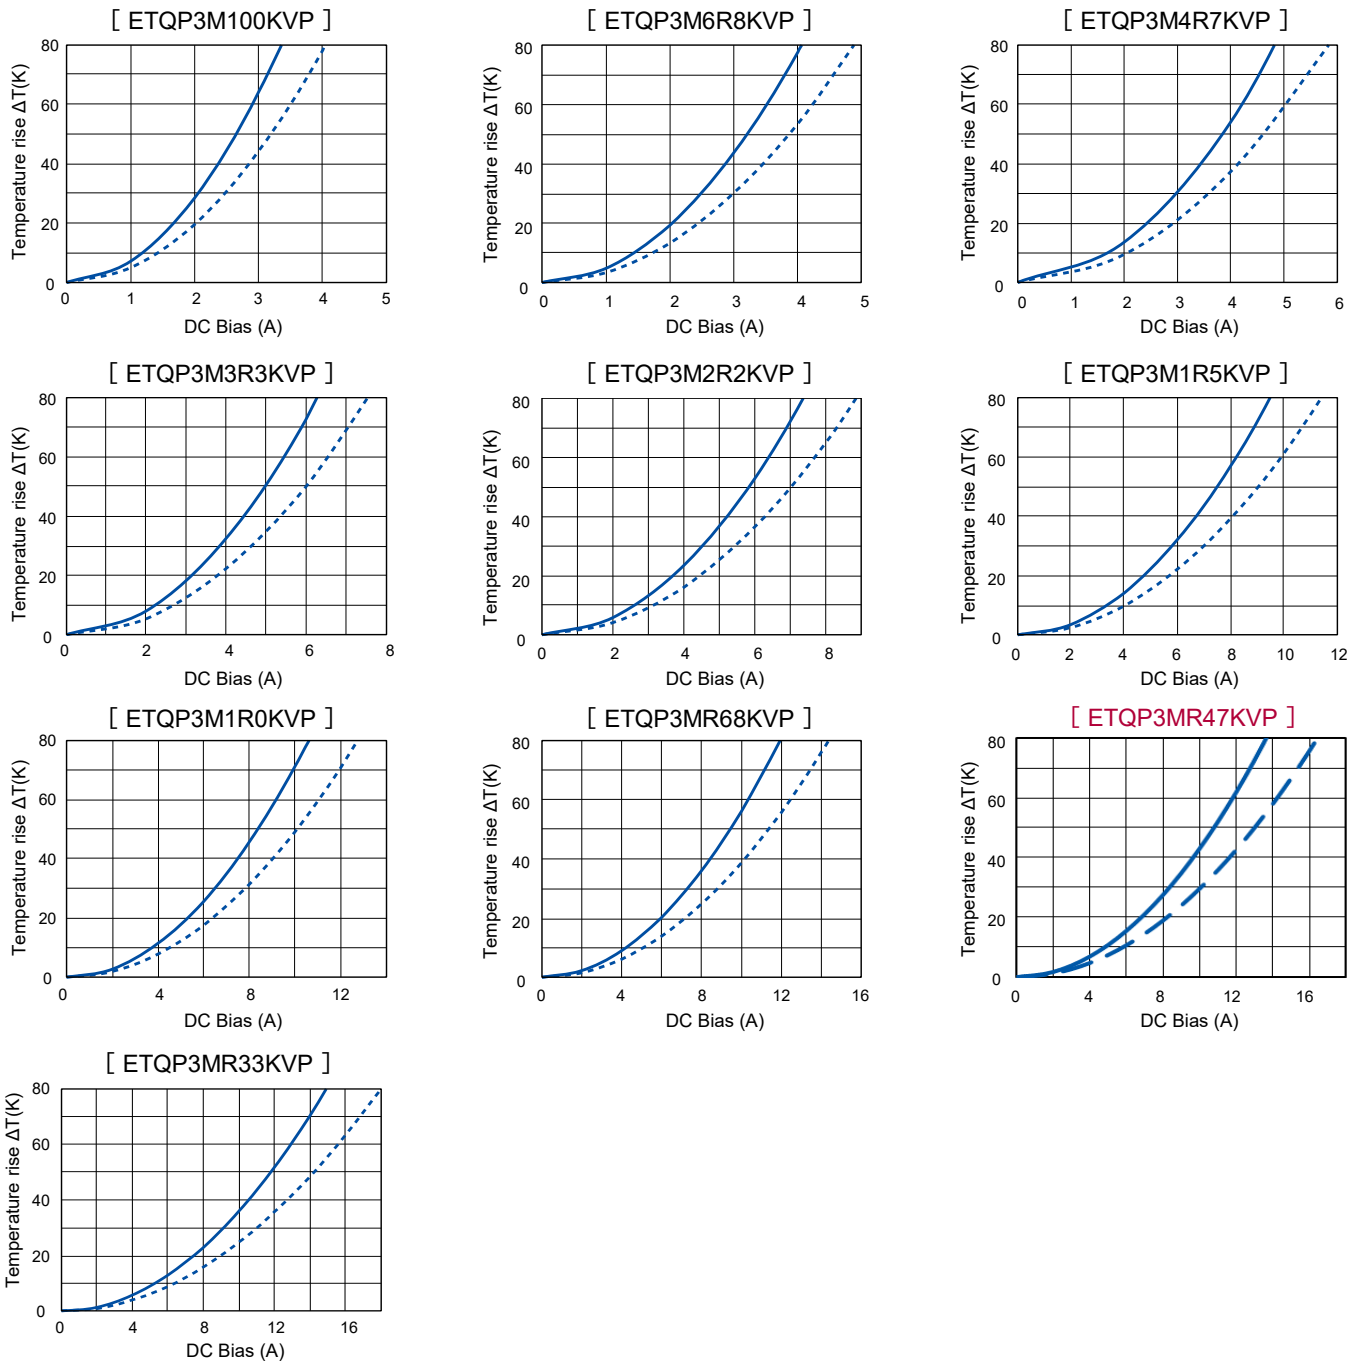 [ ETQP3M100KVP ]
Temperature rise ΔT(K)
80
60
40
20
0
0 1 2 3 4 5
DC Bias (A)
[ ETQP3M6R8KVP ]
Temperature rise ΔT(K)
80
60
40
20
0
0 1 2 3 4 5
DC Bias (A)
[ ETQP3M4R7KVP ]
Temperature rise ΔT(K)
80
60
40
20
0
0 1 2 3 4 5 6
DC Bias (A)
[ ETQP3M3R3KVP ]
Temperature rise ΔT(K)
80
60
40
20
0
0 2 4 6 8
DC Bias (A)
[ ETQP3M2R2KVP ]
Temperature rise ΔT(K)
80
60
40
20
0
0 2 4 6 8
DC Bias (A)
[ ETQP3M1R5KVP ]
Temperature rise ΔT(K)
80
60
40
20
0
0 2 4 6 8 10 12
DC Bias (A)
[ ETQP3M1R0KVP ]
Temperature rise ΔT(K)
80
60
40
20
0
0 4 8 12
DC Bias (A)
[ ETQP3MR68KVP ]
Temperature rise ΔT(K)
80
60
40
20
0
0 4 8 12 16
DC Bias (A)
[ ETQP3MR47KVP ]
Temperature rise ΔT(K)
80
60
40
20
0
0 4 8 12 16
DC Bias (A)
[ ETQP3MR33KVP ]
Temperature rise ΔT(K)
80
60
40
20
0
0 4 8 12 16
DC Bias (A)